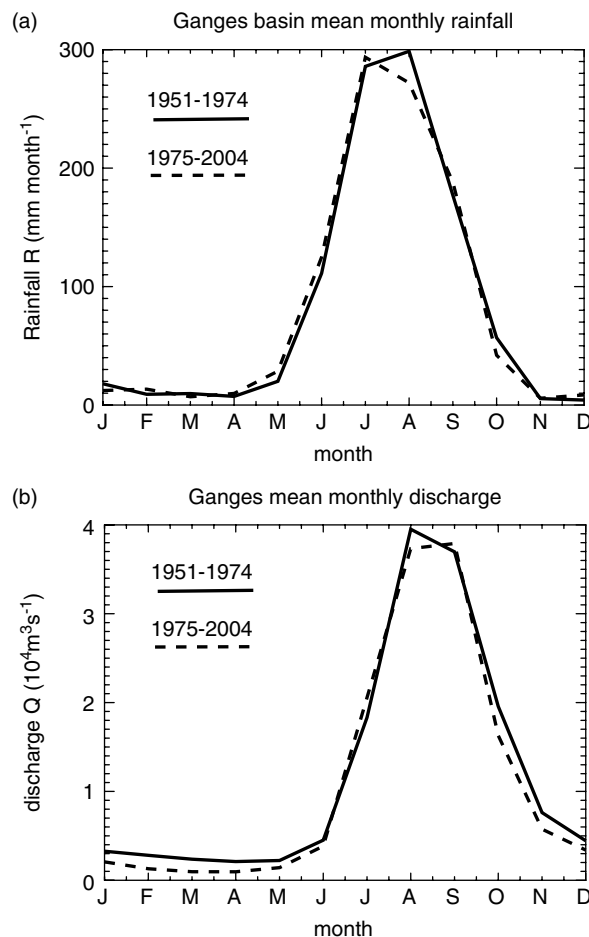 (a) Ganges basin mean monthly rainfall
300
1951-1974
1975-2004
200
100
0
Rainfall R (mm month⁻¹)
J F M A M J J A S O N D
month
(b) Ganges mean monthly discharge
4
1951-1974
1975-2004
3
2
1
0
discharge Q (10⁴m³s⁻¹)
J F M A M J J A S O N D
month